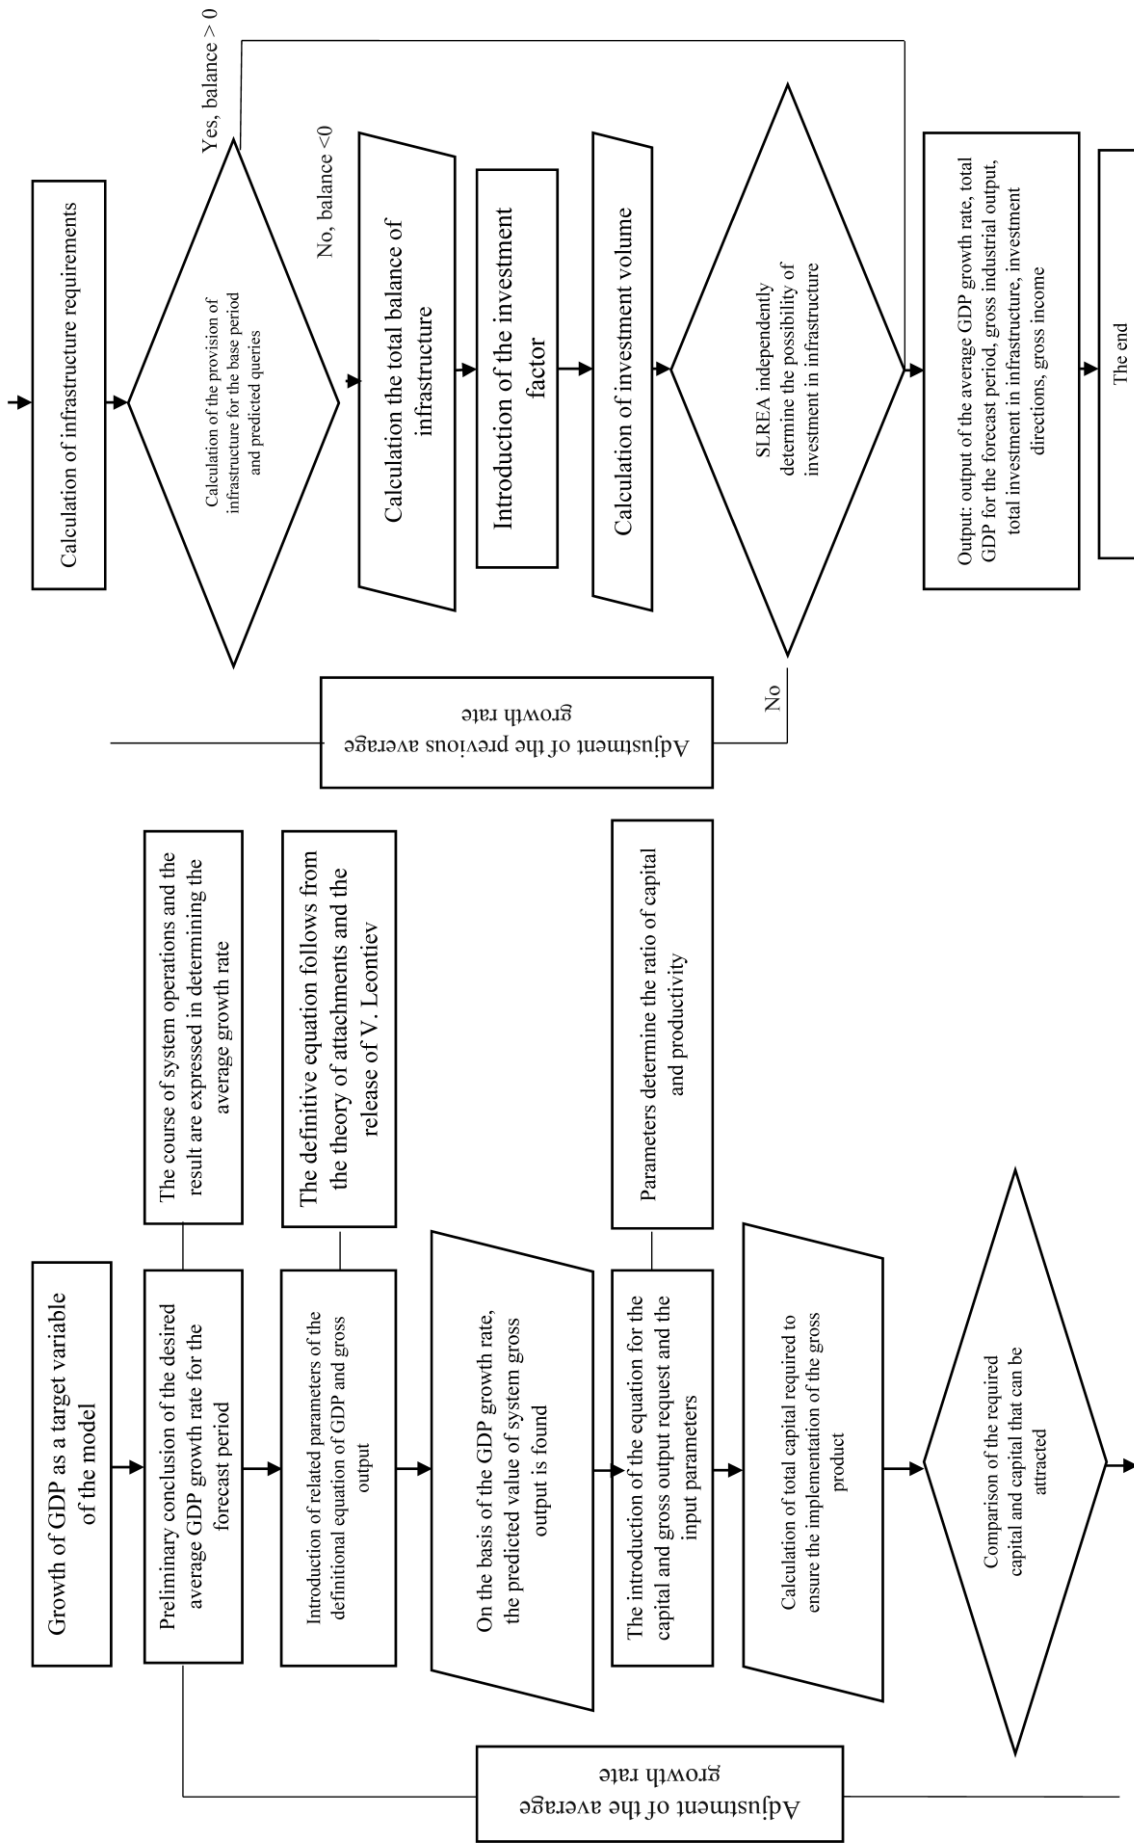 Growth of GDP as a target variable
of the model
Preliminary conclusion of the desired
average GDP growth rate for the
forecast period
The course of system operations and the
result are expressed in determining the
average growth rate
Introduction of related parameters of the
definitional equation of GDP and gross
output
The definitive equation follows from
the theory of attachments and the
release of V. Leontiev
On the basis of the GDP growth rate,
the predicted value of system gross
output is found
The introduction of the equation for the
capital and gross output request and the
input parameters
Parameters determine the ratio of capital
and productivity
Calculation of total capital required to
ensure the implementation of the gross
product
Comparison of the required
capital and capital that can be
attracted
Adjustment of the average
growth rate
Calculation of infrastructure requirements
Calculation of the provision of
infrastructure for the base period
and predicted queries
Yes, balance > 0
No, balance <0
Calculation the total balance of
infrastructure
Introduction of the investment
factor
Calculation of investment volume
SLREA independently
determine the possibility of
investment in infrastructure
No
Adjustment of the previous average
growth rate
Output: output of the average GDP growth rate, total
GDP for the forecast period, gross industrial output,
total investment in infrastructure, investment
directions, gross income
The end